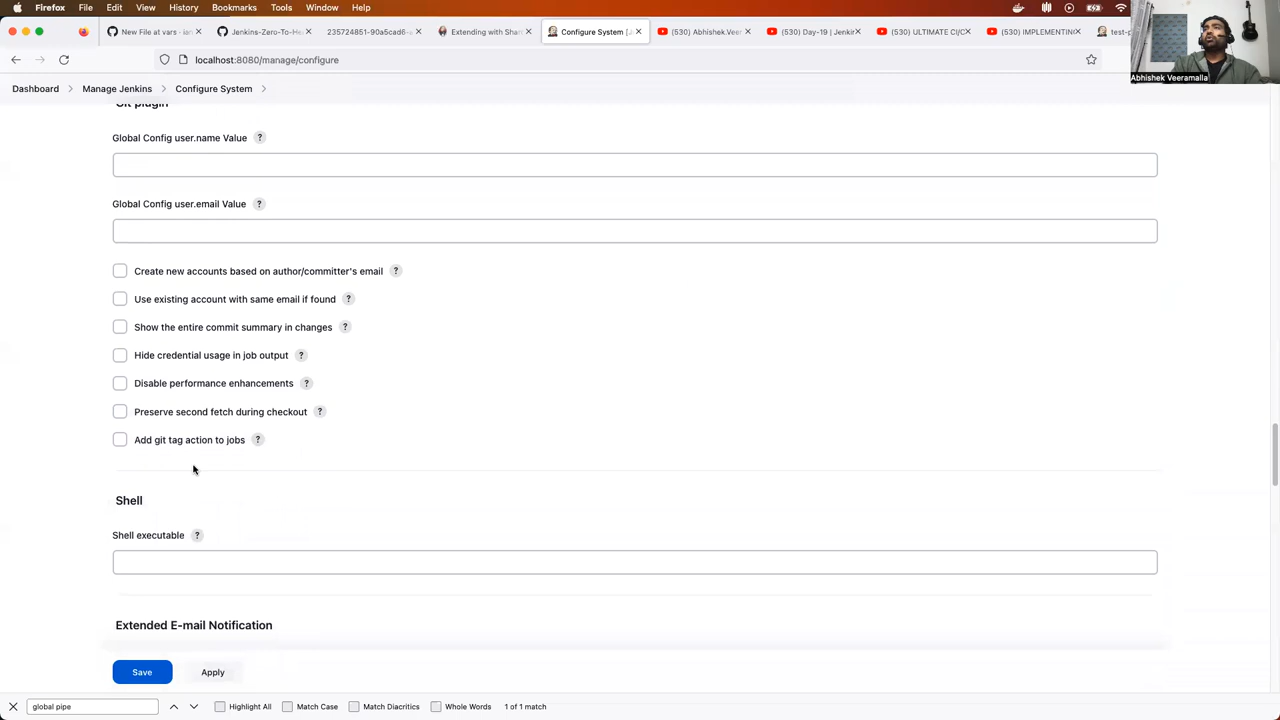 Firefox File Edit View History Bookmarks Tools Window Help
New File at vars · ian
Jenkins-Zero-To-He
235724851-90a5cad6-
Extending with Shar
Configure System [J
(530) Abhishek.Veer
(530) Day-19 | Jenkin
(530) ULTIMATE CI/C
(530) IMPLEMENTIN
test-p
Abhishek Veeramalla
localhost:8080/manage/configure
Dashboard > Manage Jenkins > Configure System >
Git plugin
Global Config user.name Value ?
Global Config user.email Value ?
Create new accounts based on author/committer's email ?
Use existing account with same email if found ?
Show the entire commit summary in changes ?
Hide credential usage in job output ?
Disable performance enhancements ?
Preserve second fetch during checkout ?
Add git tag action to jobs ?
Shell
Shell executable ?
Extended E-mail Notification
Save Apply
global pipe Highlight All Match Case Match Diacritics Whole Words 1 of 1 match